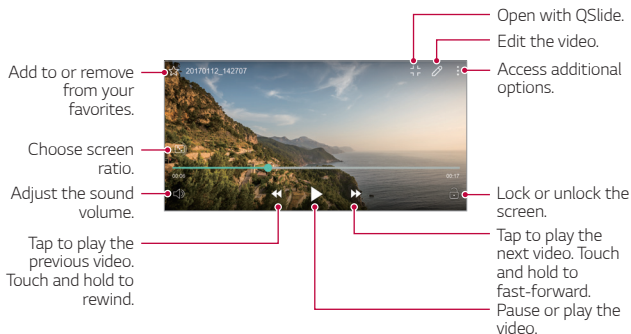 Open with QSlide.
Edit the video.
Access additional
options.
Add to or remove
from your
favorites.
20170112_142707
Choose screen
ratio.
00:17
Adjust the sound
volume.
Lock or unlock the
screen.
Tap to play the
previous video.
Touch and hold to
rewind.
Tap to play the
next video. Touch
and hold to
fast-forward.
Pause or play the
video.